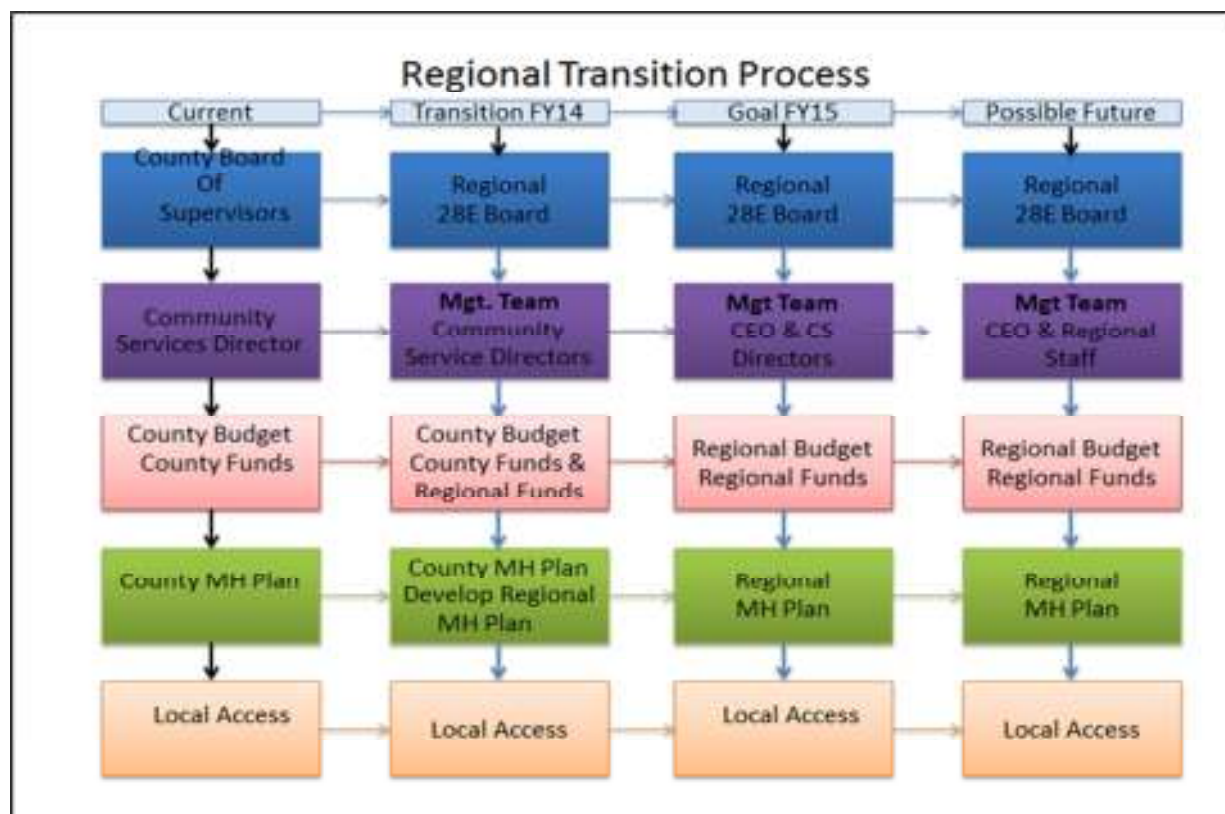 Regional Transition Process
Current
Transition FY14
Goal FY15
Possible Future
County Board
Of
Supervisors
Regional
28E Board
Regional
28E Board
Regional
28E Board
Community
Services Director
Mgt. Team
Community
Service Directors
Mgt Team
CEO & CS
Directors
Mgt Team
CEO & Regional
Staff
County Budget
County Funds
County Budget
County Funds &
Regional Funds
Regional Budget
Regional Funds
Regional Budget
Regional Funds
County MH Plan
County MH Plan
Develop Regional
MH Plan
Regional
MH Plan
Regional
MH Plan
Local Access
Local Access
Local Access
Local Access